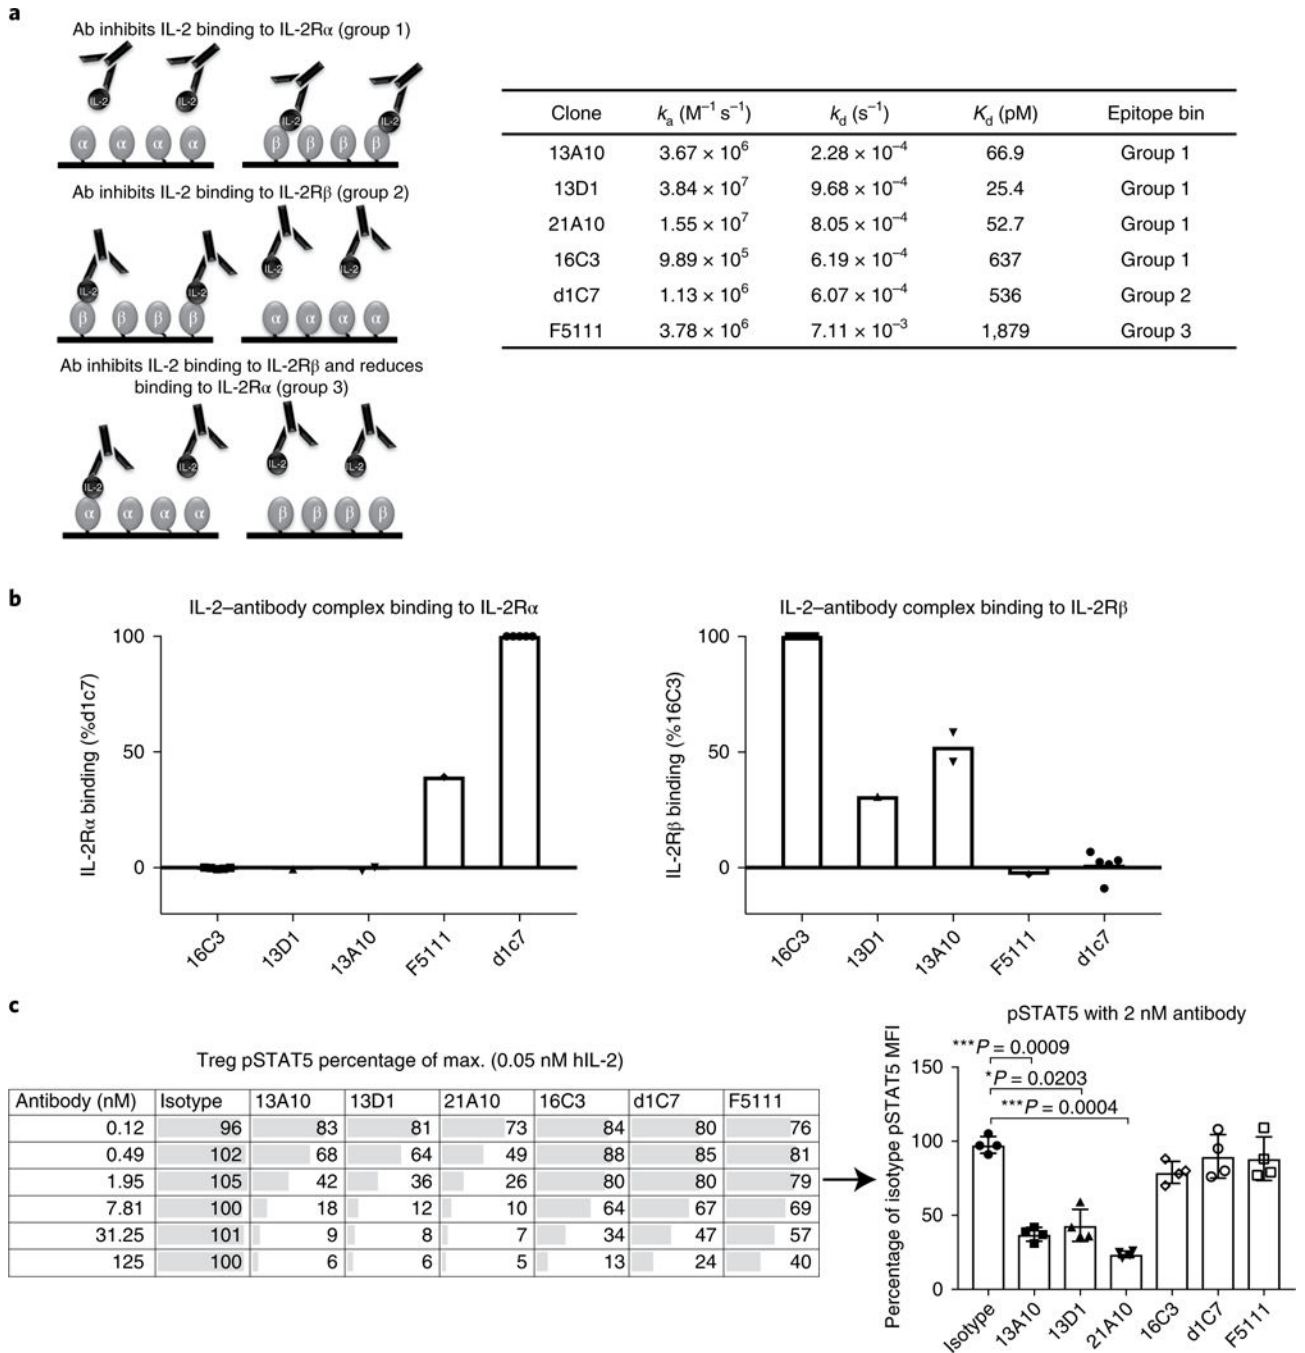 a
Ab inhibits IL-2 binding to IL-2Rα (group 1)
IL-2 IL-2 IL-2 IL-2
α α α α β β β β
Ab inhibits IL-2 binding to IL-2Rβ (group 2)
IL-2 IL-2 IL-2 IL-2
β β β β α α α α
Ab inhibits IL-2 binding to IL-2Rβ and reduces
binding to IL-2Rα (group 3)
IL-2 IL-2 IL-2 IL-2
α α α α β β β β
Clone kₐ (M⁻¹ s⁻¹) k_d (s⁻¹) K_d (pM) Epitope bin
13A10 3.67 × 10⁶ 2.28 × 10⁻⁴ 66.9 Group 1
13D1 3.84 × 10⁷ 9.68 × 10⁻⁴ 25.4 Group 1
21A10 1.55 × 10⁷ 8.05 × 10⁻⁴ 52.7 Group 1
16C3 9.89 × 10⁵ 6.19 × 10⁻⁴ 637 Group 1
d1C7 1.13 × 10⁶ 6.07 × 10⁻⁴ 536 Group 2
F5111 3.78 × 10⁶ 7.11 × 10⁻³ 1,879 Group 3
b
IL-2–antibody complex binding to IL-2Rα
IL-2Rα binding (%d1c7)
100
50
0
16C3 13D1 13A10 F5111 d1c7
IL-2–antibody complex binding to IL-2Rβ
IL-2Rβ binding (%16C3)
100
50
0
16C3 13D1 13A10 F5111 d1c7
c
Treg pSTAT5 percentage of max. (0.05 nM hIL-2)
Antibody (nM) Isotype 13A10 13D1 21A10 16C3 d1C7 F5111
0.12 96 83 81 73 84 80 76
0.49 102 68 64 49 88 85 81
1.95 105 42 36 26 80 80 79
7.81 100 18 12 10 64 67 69
31.25 101 9 8 7 34 47 57
125 100 6 6 5 13 24 40
pSTAT5 with 2 nM antibody
Percentage of isotype pSTAT5 MFI
***P = 0.0009
*P = 0.0203
***P = 0.0004
150
100
50
0
Isotype 13A10 13D1 21A10 16C3 d1C7 F5111